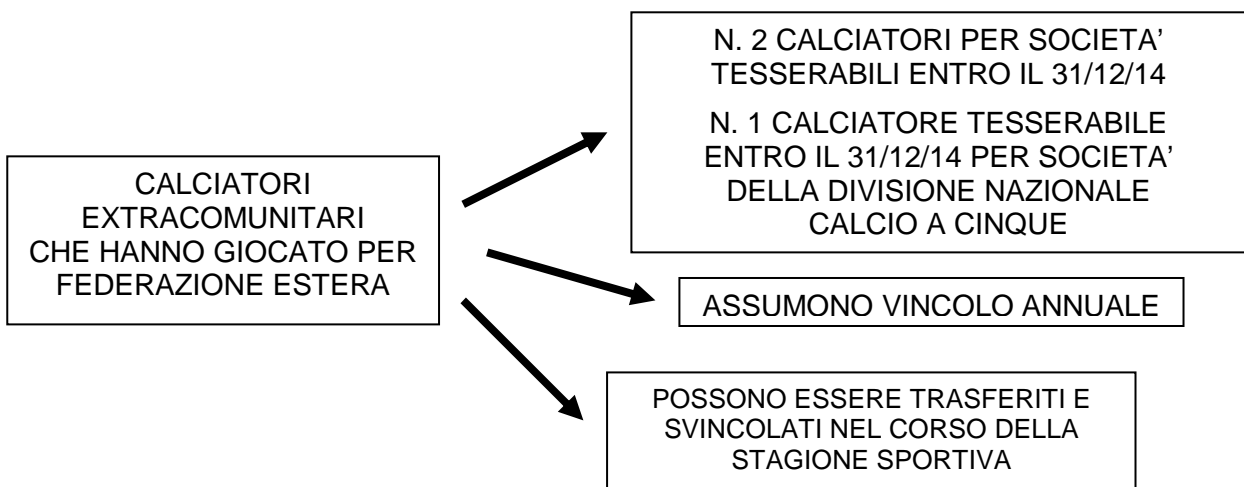 CALCIATORI
EXTRACOMUNITARI
CHE HANNO GIOCATO PER
FEDERAZIONE ESTERA
N. 2 CALCIATORI PER SOCIETA’
TESSERABILI ENTRO IL 31/12/14
N. 1 CALCIATORE TESSERABILE
ENTRO IL 31/12/14 PER SOCIETA’
DELLA DIVISIONE NAZIONALE
CALCIO A CINQUE
ASSUMONO VINCOLO ANNUALE
POSSONO ESSERE TRASFERITI E
SVINCOLATI NEL CORSO DELLA
STAGIONE SPORTIVA